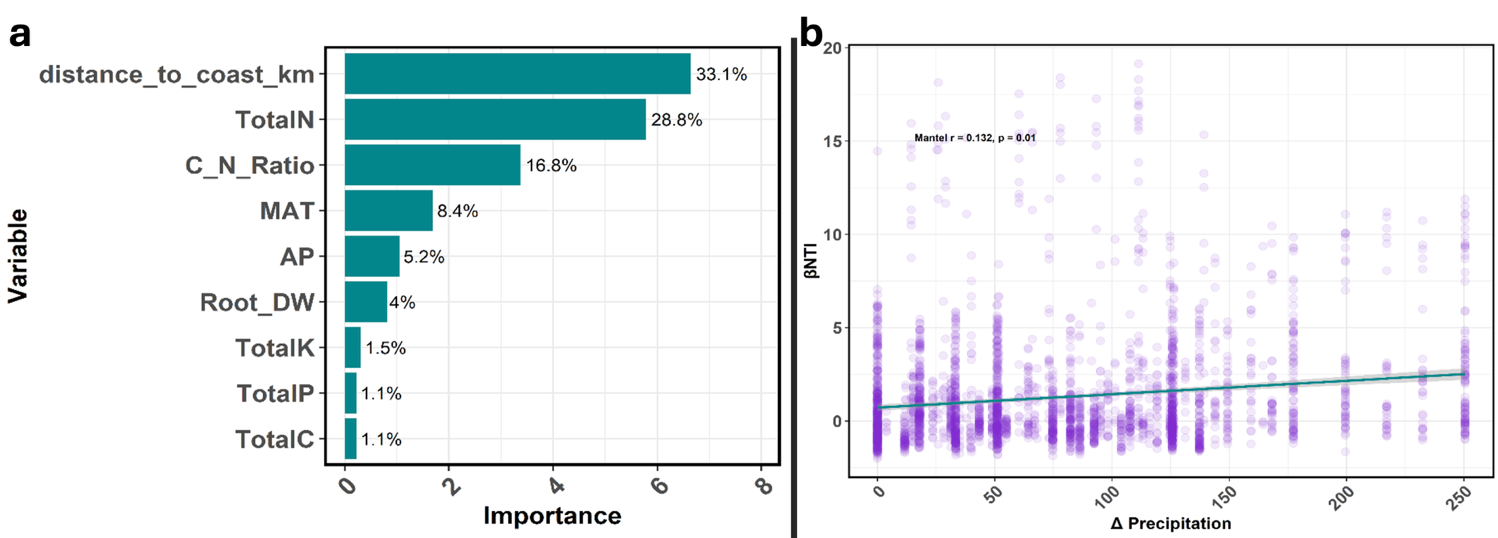 a
Variable
distance_to_coast_km
33.1%
TotalN
28.8%
C_N_Ratio
16.8%
MAT
8.4%
AP
5.2%
Root_DW
4%
TotalK
1.5%
TotalP
1.1%
TotalC
1.1%
0 2 4 6 8
Importance
b
βNTI
20
15
10
5
0
Mantel r = 0.132, p = 0.01
0 50 100 150 200 250
Δ Precipitation